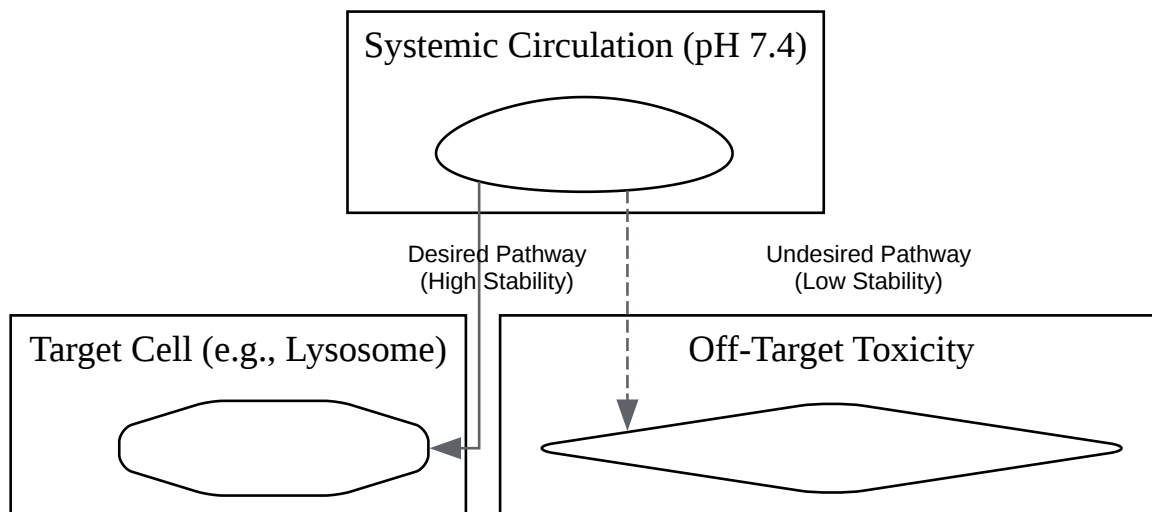 Systemic Circulation (pH 7.4)
Desired Pathway
(High Stability)
Undesired Pathway
(Low Stability)
Target Cell (e.g., Lysosome)
Off-Target Toxicity